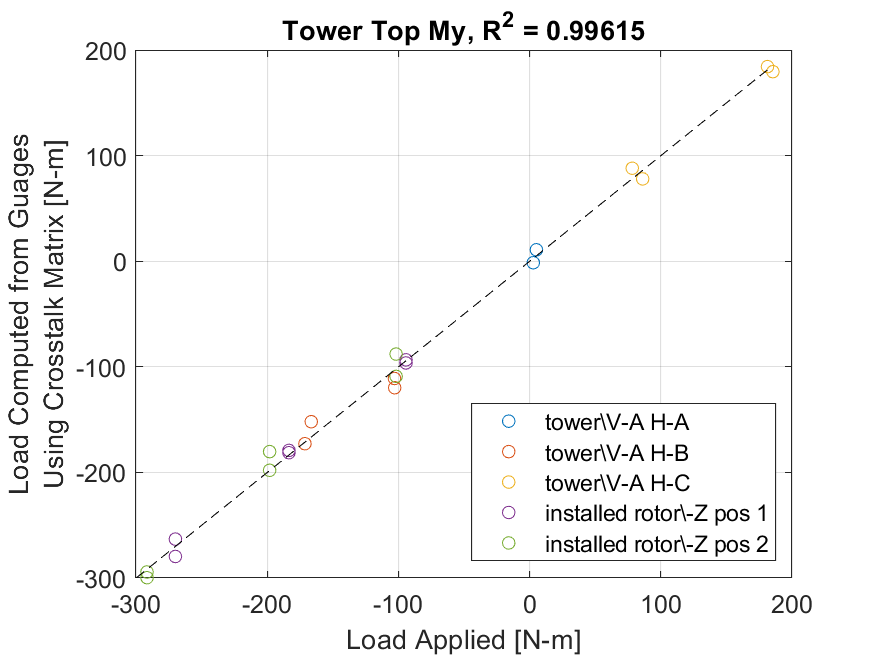 Tower Top My, R² = 0.99615
Load Computed from Guages
Using Crosstalk Matrix [N-m]
200
100
0
-100
-200
-300
-300
-200
-100
0
100
200
Load Applied [N-m]
tower\V-A H-A
tower\V-A H-B
tower\V-A H-C
installed rotor\-Z pos 1
installed rotor\-Z pos 2